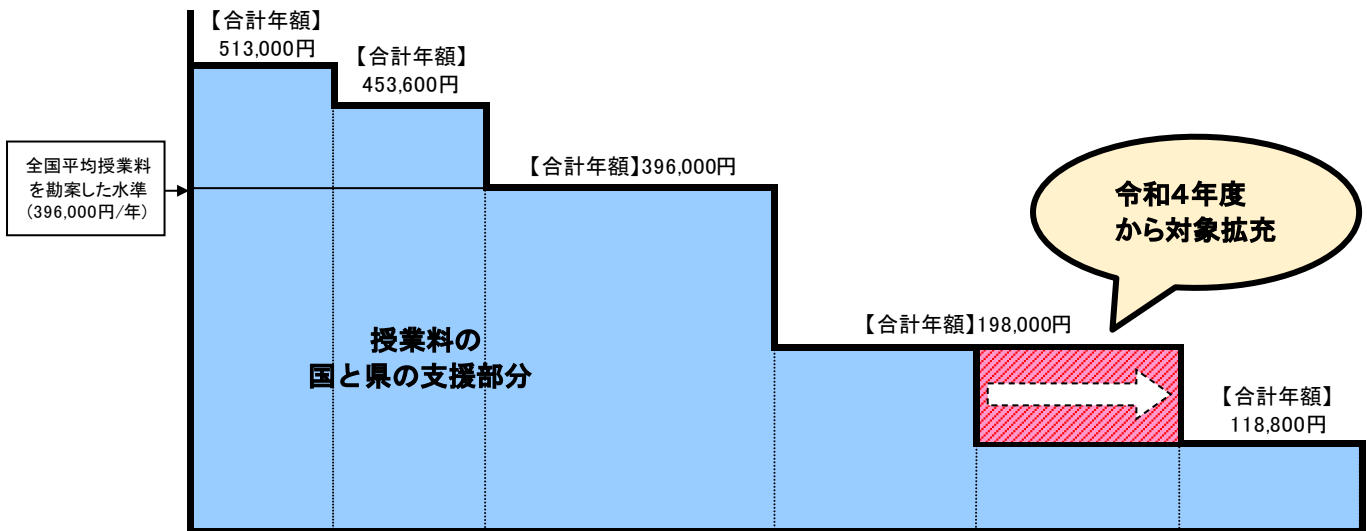 【合計年額】
513,000円
【合計年額】
453,600円
全国平均授業料
を勘案した水準
(396,000円/年)
【合計年額】396,000円
令和4年度
から対象拡充
【合計年額】198,000円
授業料の
国と県の支援部分
【合計年額】
118,800円